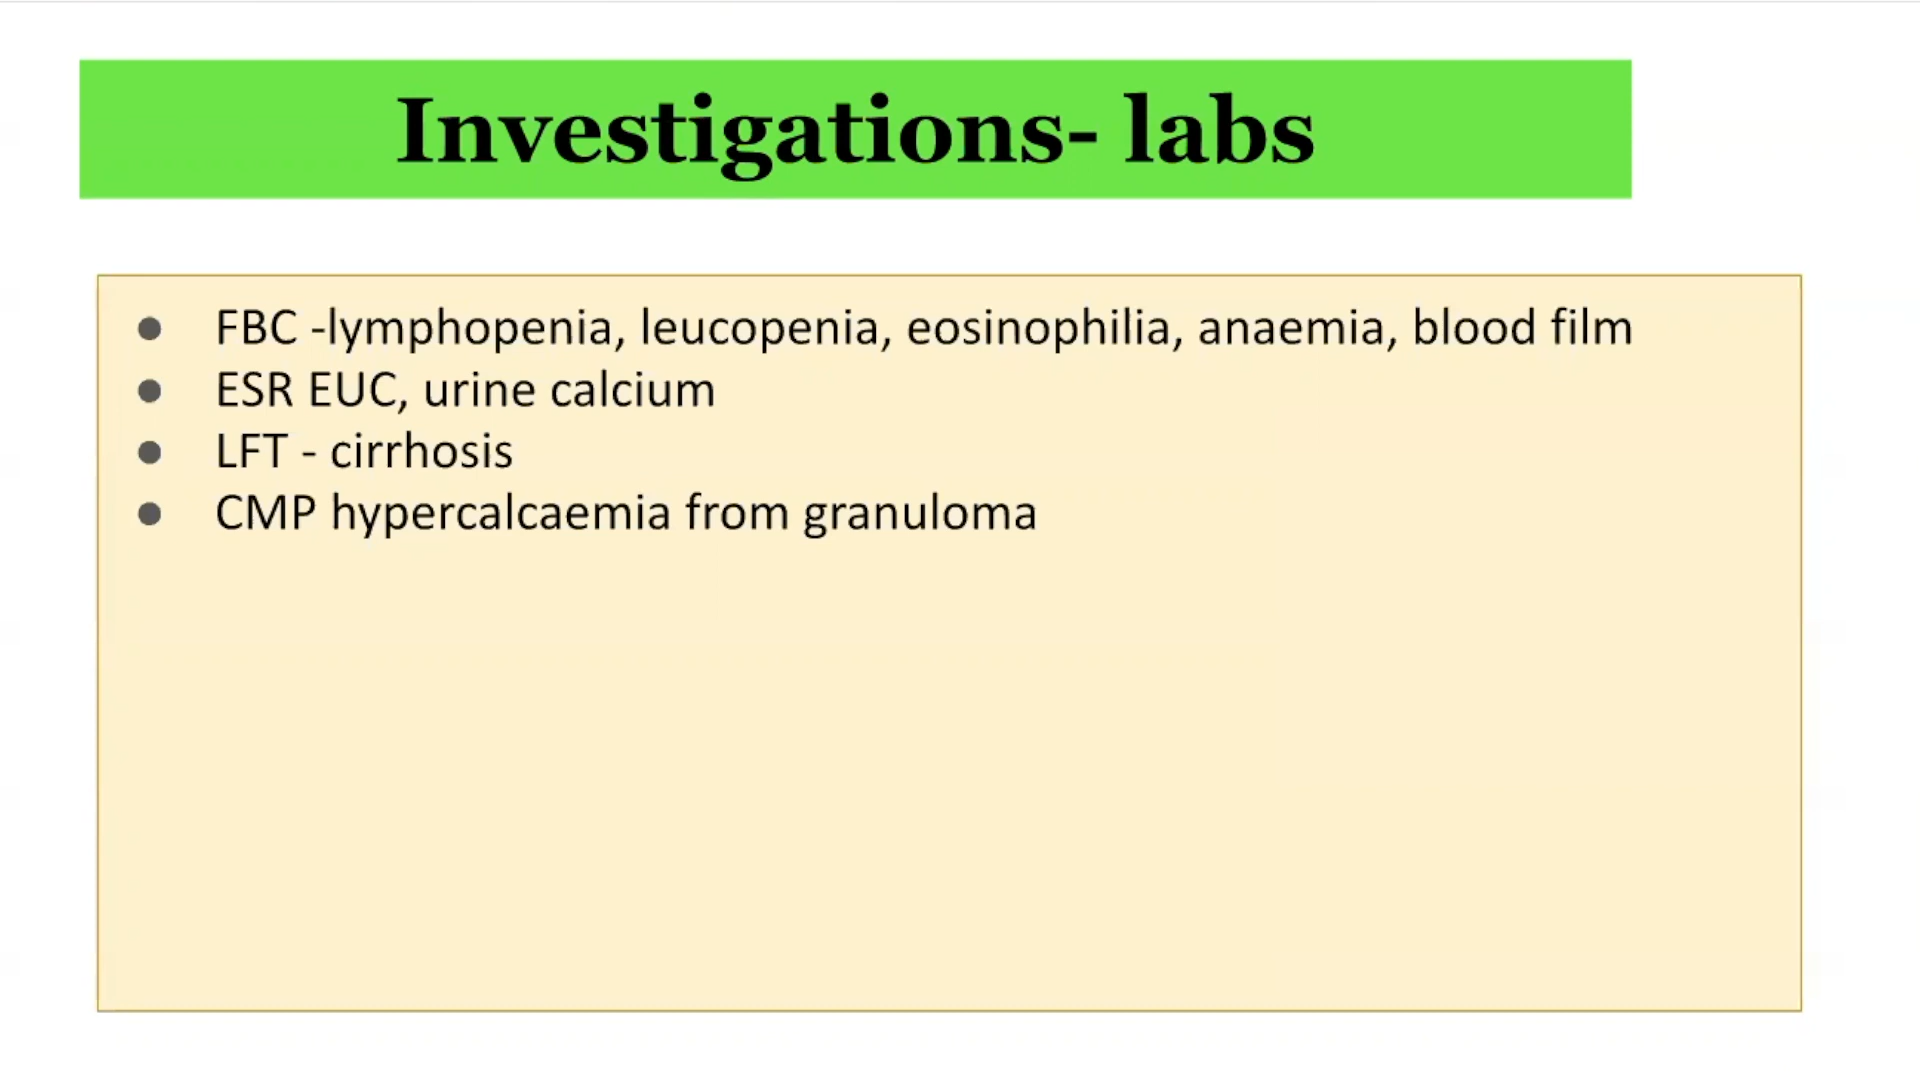 Investigations- labs
● FBC -lymphopenia, leucopenia, eosinophilia, anaemia, blood film
● ESR EUC, urine calcium
● LFT - cirrhosis
● CMP hypercalcaemia from granuloma